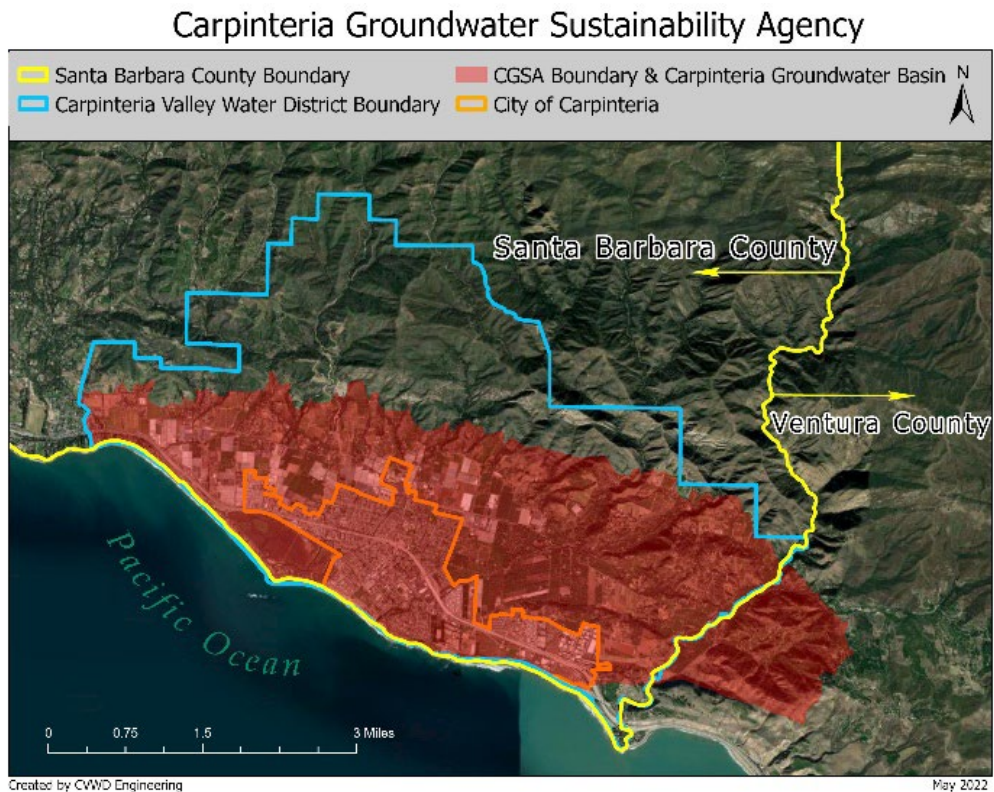 Carpinteria Groundwater Sustainability Agency
Santa Barbara County Boundary
CGSA Boundary & Carpinteria Groundwater Basin
N
Carpinteria Valley Water District Boundary
City of Carpinteria
Santa Barbara County
Ventura County
Pacific Ocean
0 0.75 1.5 3 Miles
Created by CVWD Engineering
May 2022